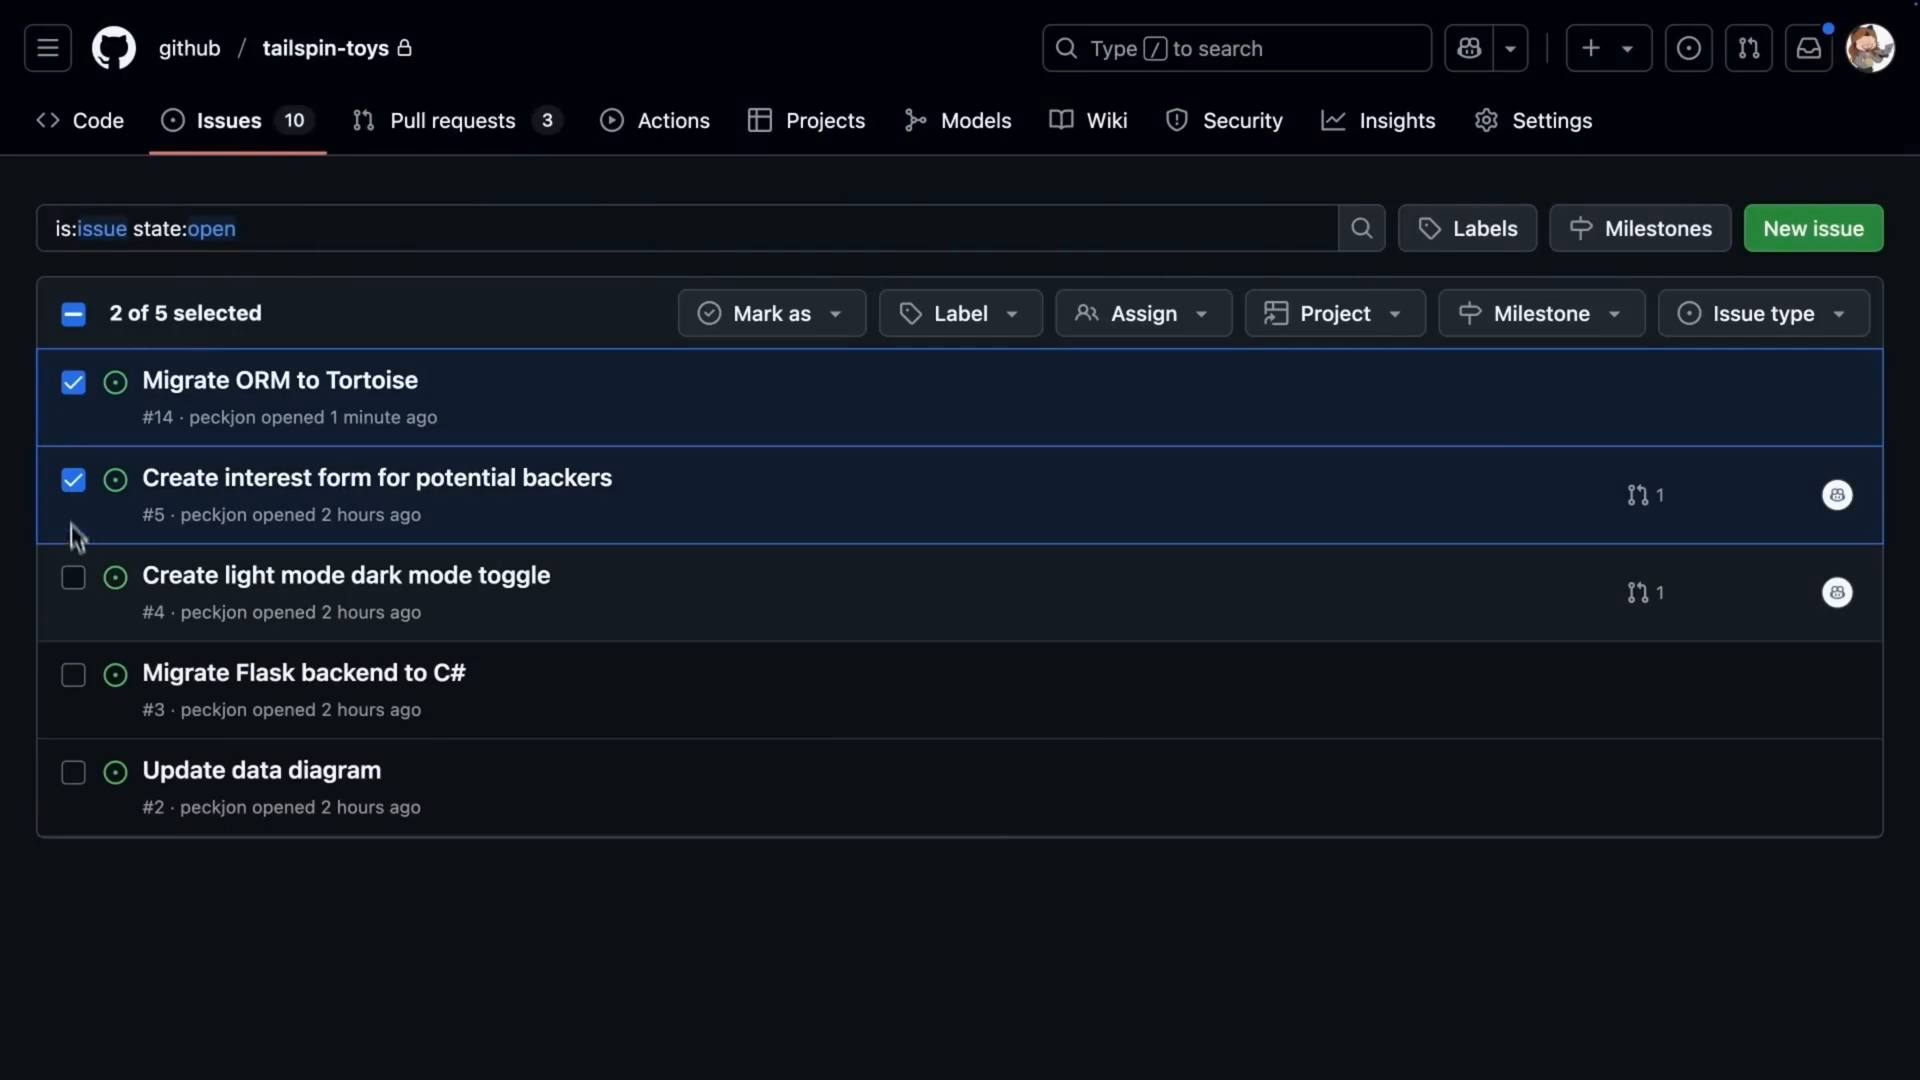 github / tailspin-toys
Type / to search
Code
Issues 10
Pull requests 3
Actions
Projects
Models
Wiki
Security
Insights
Settings
is:issue state:open
Labels
Milestones
New issue
2 of 5 selected
Mark as
Label
Assign
Project
Milestone
Issue type
Migrate ORM to Tortoise
#14 · peckjon opened 1 minute ago
Create interest form for potential backers
#5 · peckjon opened 2 hours ago
1
Create light mode dark mode toggle
#4 · peckjon opened 2 hours ago
1
Migrate Flask backend to C#
#3 · peckjon opened 2 hours ago
Update data diagram
#2 · peckjon opened 2 hours ago